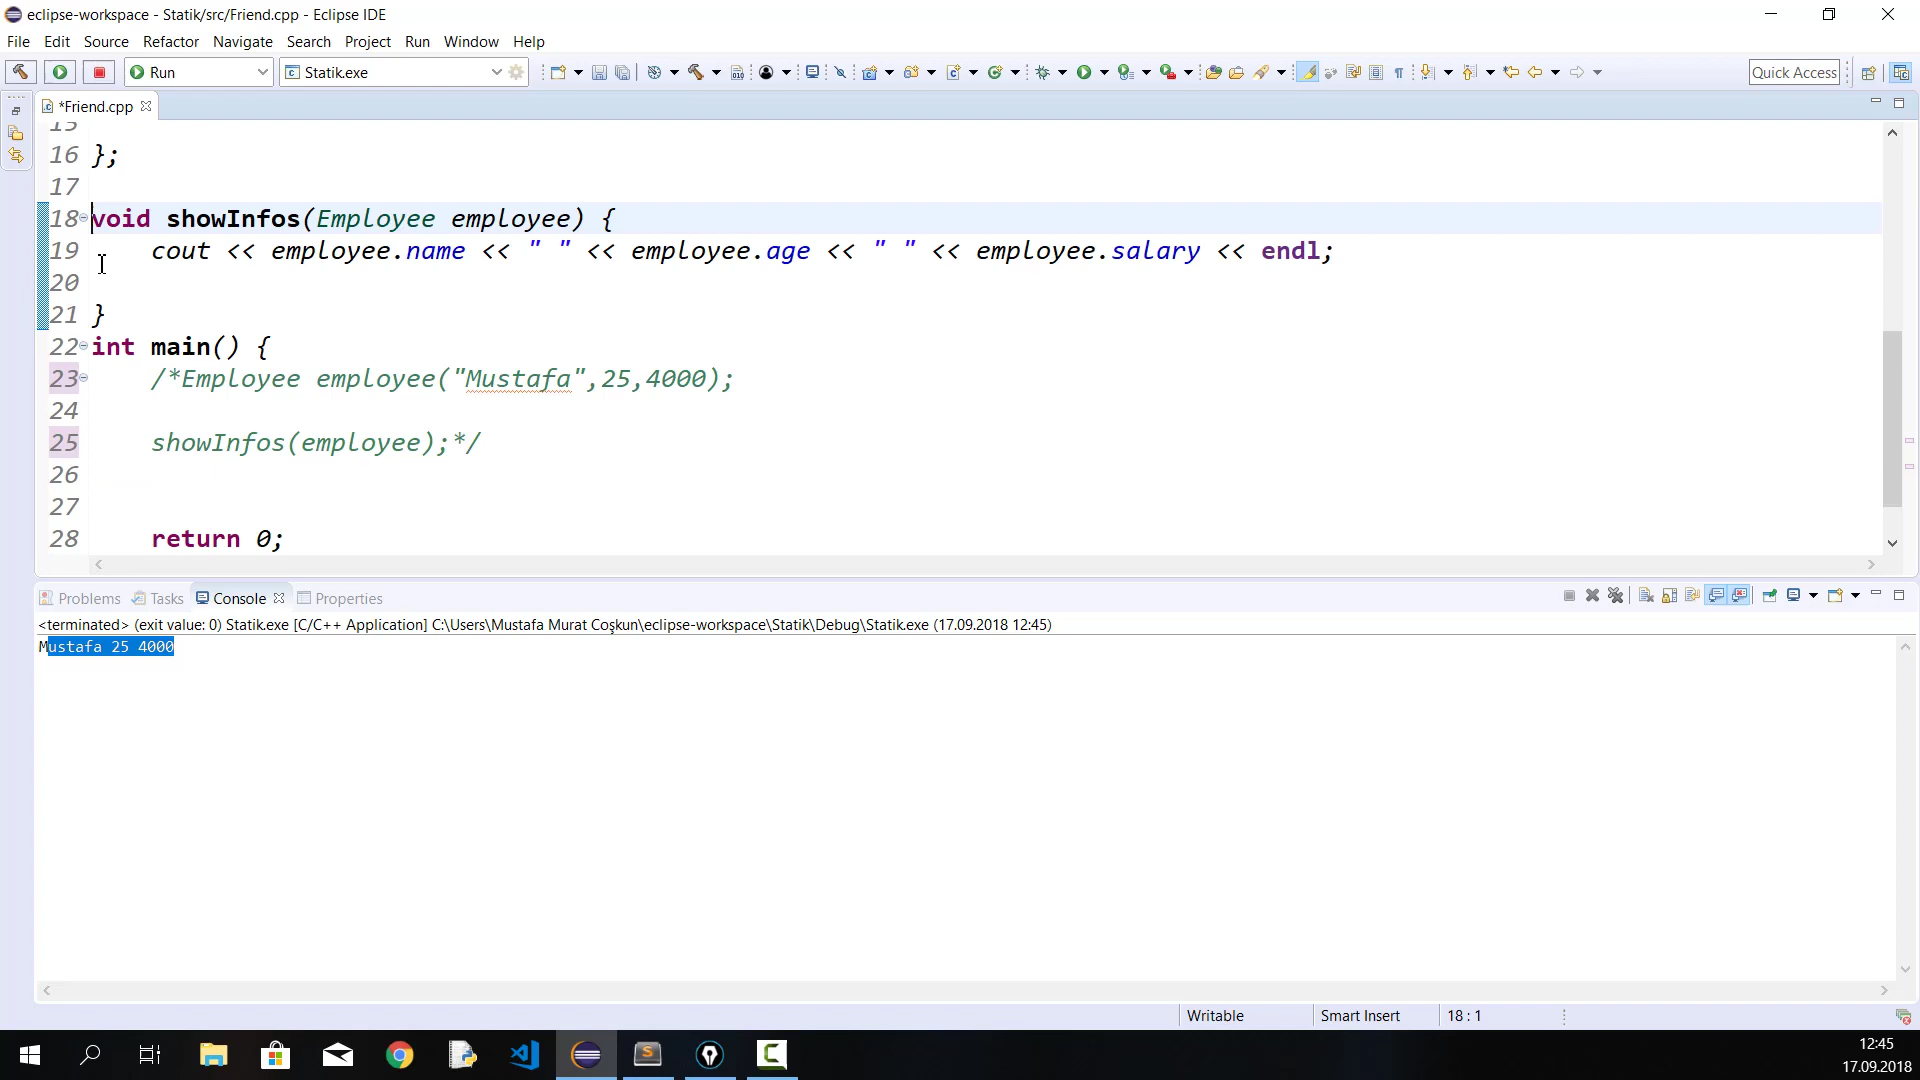 eclipse-workspace - Statik/src/Friend.cpp - Eclipse IDE
File Edit Source Refactor Navigate Search Project Run Window Help
Run Statik.exe Quick Access
*Friend.cpp
15
16 };
17
18 void showInfos(Employee employee) {
19 cout << employee.name << " " << employee.age << " " << employee.salary << endl;
20
21 }
22 int main() {
23 /*Employee employee("Mustafa",25,4000);
24
25 showInfos(employee);*/
26
27
28 return 0;
Problems Tasks Console Properties
<terminated> (exit value: 0) Statik.exe [C/C++ Application] C:\Users\Mustafa Murat Coşkun\eclipse-workspace\Statik\Debug\Statik.exe (17.09.2018 12:45)
Mustafa 25 4000
Writable Smart Insert 18 : 1
12:45
17.09.2018